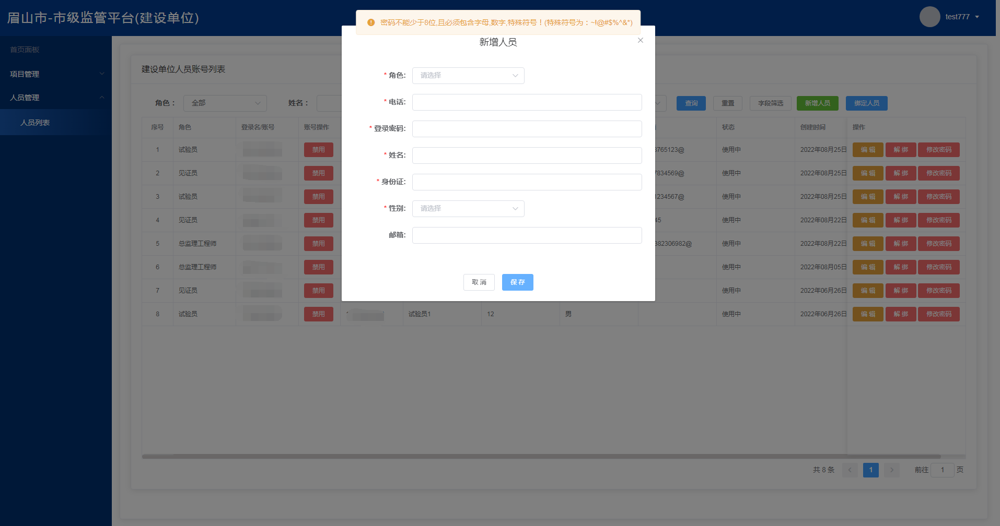 眉山市-市级监管平台(建设单位)
test777
密码不能少于8位,且必须包含字母,数字,特殊符号！(特殊符号为：~!@#$%^&*)
首页面板
项目管理
人员管理
人员列表
建设单位人员账号列表
角色： 全部 姓名： 查询 重置 字段筛选 新增人员 绑定人员
序号 角色 登录名/账号 账号操作 状态 创建时间 操作
1 试验员 禁用 3765123@ 使用中 2022年08月25日 编 辑 解 绑 修改密码
2 见证员 禁用 7834569@ 使用中 2022年08月25日 编 辑 解 绑 修改密码
3 试验员 禁用 1234567@ 使用中 2022年08月25日 编 辑 解 绑 修改密码
4 见证员 禁用 45 使用中 2022年08月22日 编 辑 解 绑 修改密码
5 总监理工程师 禁用 382306982@ 使用中 2022年08月22日 编 辑 解 绑 修改密码
6 总监理工程师 禁用 使用中 2022年08月05日 编 辑 解 绑 修改密码
7 见证员 禁用 使用中 2022年06月26日 编 辑 解 绑 修改密码
8 试验员 禁用 试验员1 12 男 使用中 2022年06月26日 编 辑 解 绑 修改密码
共 8 条 1 前往 1 页
新增人员
* 角色: 请选择
* 电话:
* 登录密码:
* 姓名:
* 身份证:
* 性别: 请选择
邮箱:
取 消 保 存